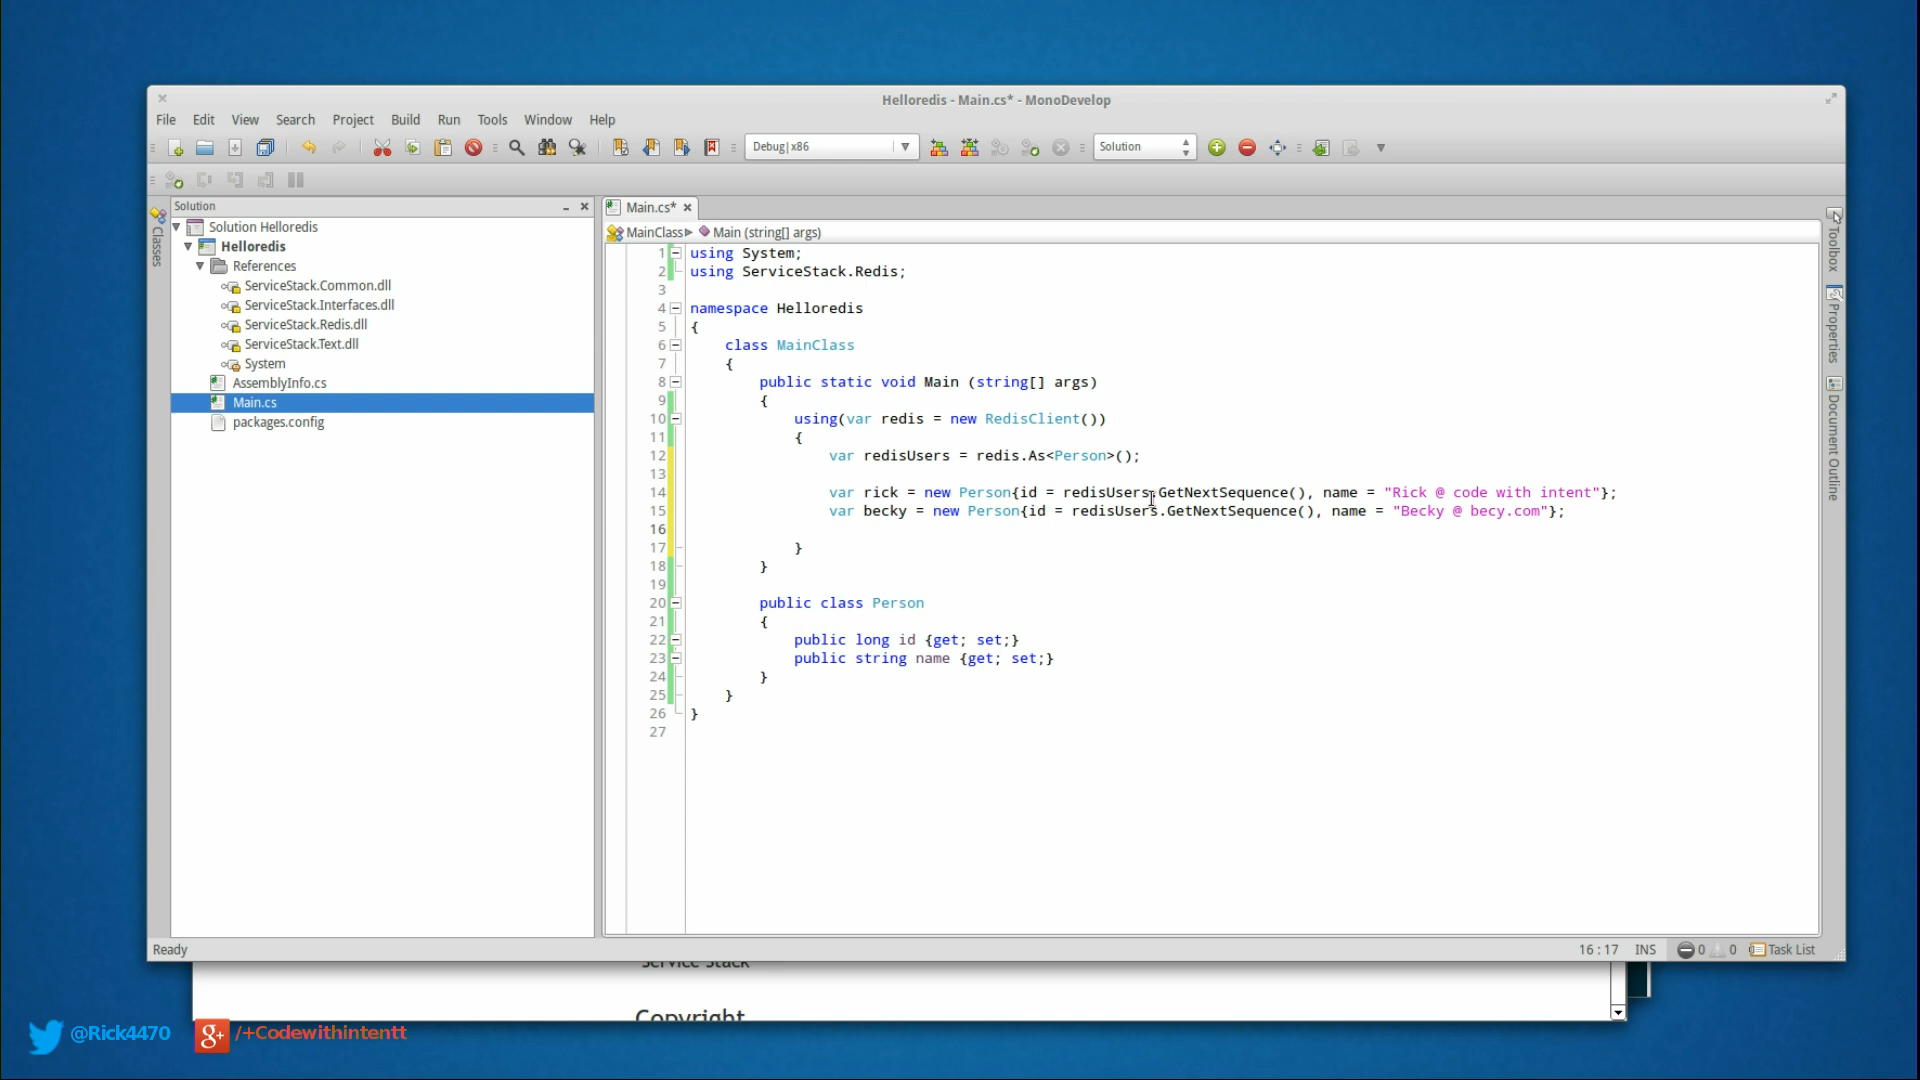 Helloredis - Main.cs* - MonoDevelop
File Edit View Search Project Build Run Tools Window Help
Debug|x86 Solution
Solution
Classes
Solution Helloredis
Helloredis
References
ServiceStack.Common.dll
ServiceStack.Interfaces.dll
ServiceStack.Redis.dll
ServiceStack.Text.dll
System
AssemblyInfo.cs
Main.cs
packages.config
Main.cs*
MainClass Main (string[] args)
1 using System;
2 using ServiceStack.Redis;
3
4 namespace Helloredis
5 {
6 class MainClass
7 {
8 public static void Main (string[] args)
9 {
10 using(var redis = new RedisClient())
11 {
12 var redisUsers = redis.As<Person>();
13
14 var rick = new Person{id = redisUsers.GetNextSequence(), name = "Rick @ code with intent"};
15 var becky = new Person{id = redisUsers.GetNextSequence(), name = "Becky @ becy.com"};
16
17 }
18 }
19
20 public class Person
21 {
22 public long id {get; set;}
23 public string name {get; set;}
24 }
25 }
26 }
27
Toolbox
Properties
Document Outline
Ready 16 : 17 INS 0 0 Task List
Service Stack
Copyright
@Rick4470 g+ /+Codewithintentt